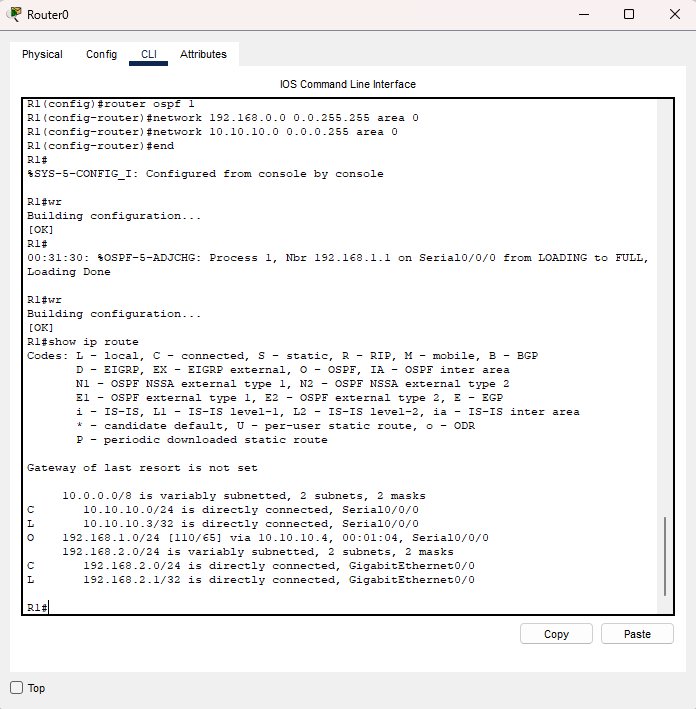 Router0
Physical Config CLI Attributes
IOS Command Line Interface
R1(config)#router ospf 1
R1(config-router)#network 192.168.0.0 0.0.255.255 area 0
R1(config-router)#network 10.10.10.0 0.0.0.255 area 0
R1(config-router)#end
R1#
%SYS-5-CONFIG_I: Configured from console by console
R1#wr
Building configuration...
[OK]
R1#
00:31:30: %OSPF-5-ADJCHG: Process 1, Nbr 192.168.1.1 on Serial0/0/0 from LOADING to FULL,
Loading Done
R1#wr
Building configuration...
[OK]
R1#show ip route
Codes: L - local, C - connected, S - static, R - RIP, M - mobile, B - BGP
D - EIGRP, EX - EIGRP external, O - OSPF, IA - OSPF inter area
N1 - OSPF NSSA external type 1, N2 - OSPF NSSA external type 2
E1 - OSPF external type 1, E2 - OSPF external type 2, E - EGP
i - IS-IS, L1 - IS-IS level-1, L2 - IS-IS level-2, ia - IS-IS inter area
* - candidate default, U - per-user static route, o - ODR
P - periodic downloaded static route
Gateway of last resort is not set
10.0.0.0/8 is variably subnetted, 2 subnets, 2 masks
C 10.10.10.0/24 is directly connected, Serial0/0/0
L 10.10.10.3/32 is directly connected, Serial0/0/0
O 192.168.1.0/24 [110/65] via 10.10.10.4, 00:01:04, Serial0/0/0
192.168.2.0/24 is variably subnetted, 2 subnets, 2 masks
C 192.168.2.0/24 is directly connected, GigabitEthernet0/0
L 192.168.2.1/32 is directly connected, GigabitEthernet0/0
R1#
Copy Paste
Top